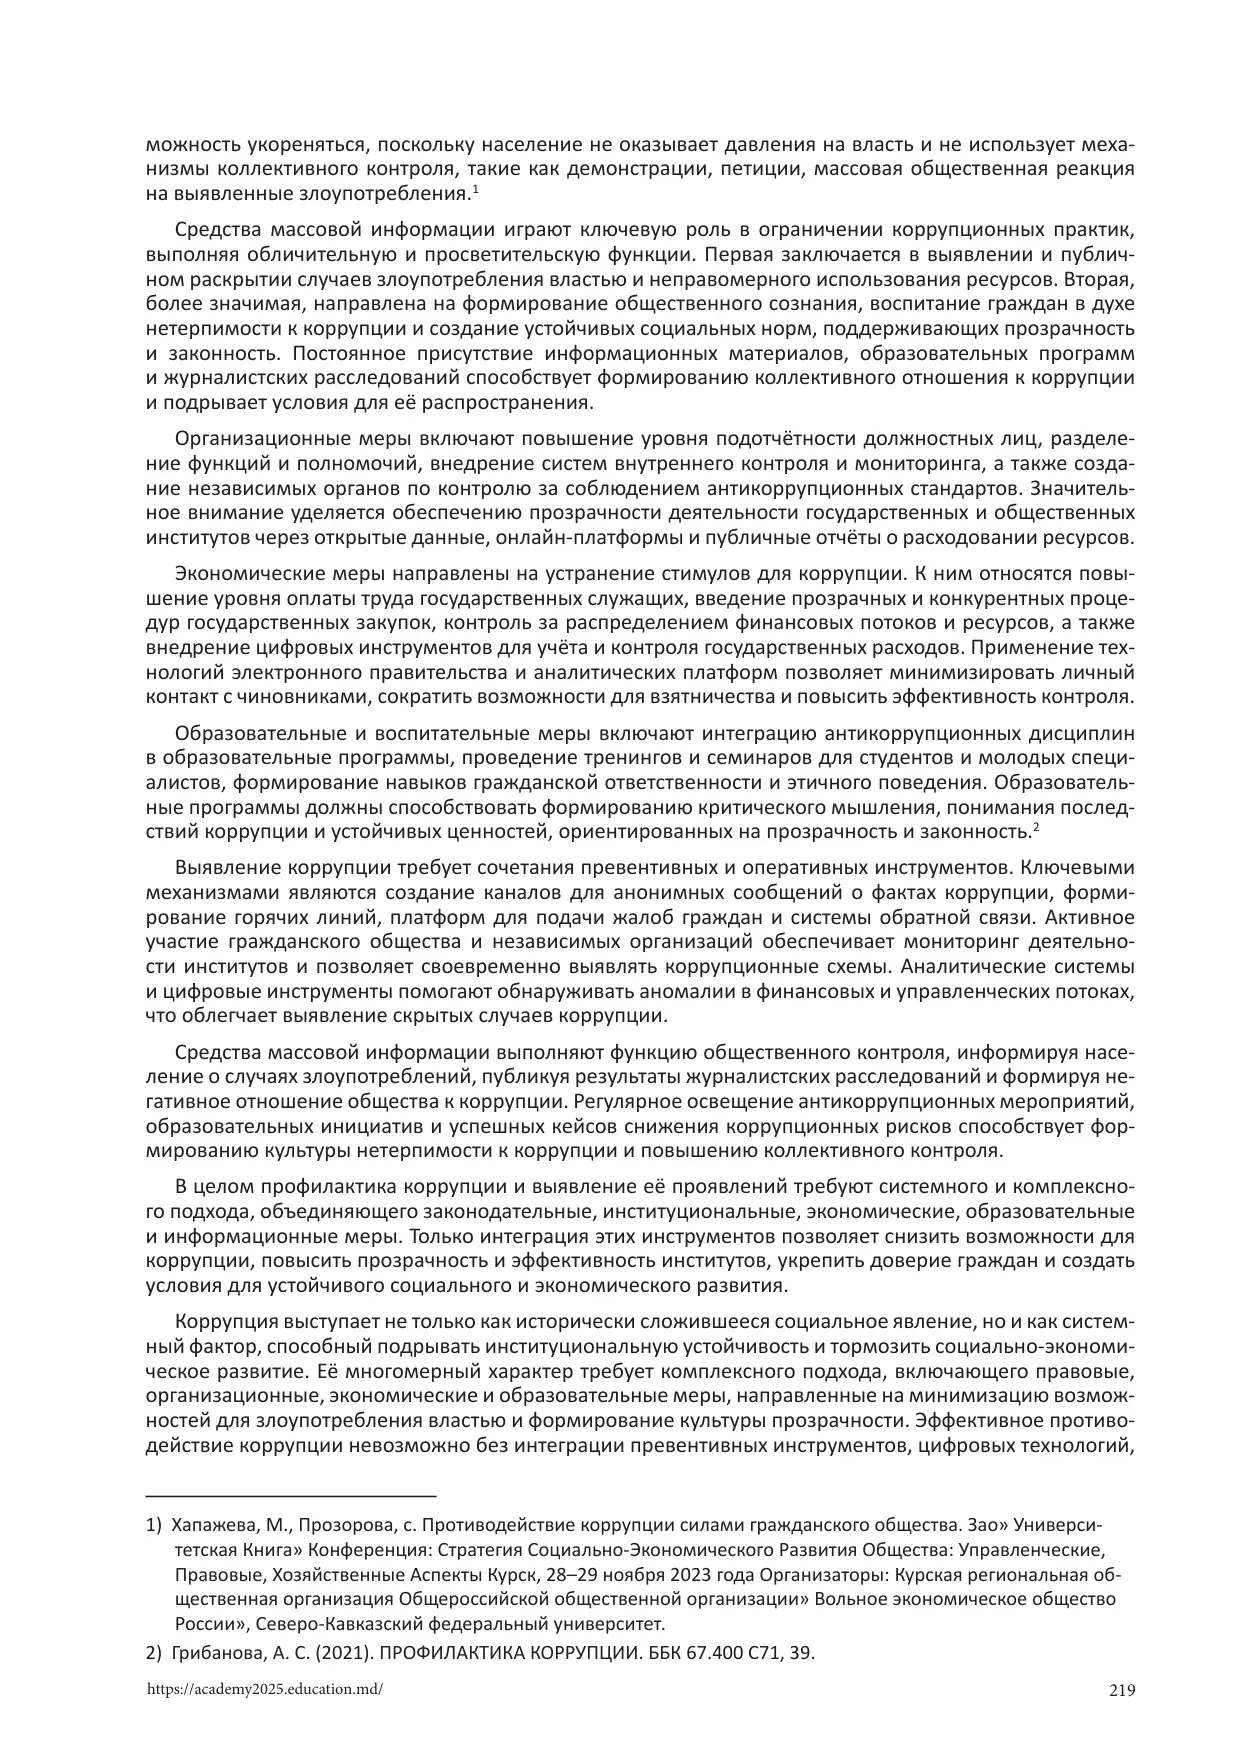 можность укореняться, поскольку население не оказывает давления на власть и не использует меха-
низмы коллективного контроля, такие как демонстрации, петиции, массовая общественная реакция
на выявленные злоупотребления.1
Средства массовой информации играют ключевую роль в ограничении коррупционных практик,
выполняя обличительную и просветительскую функции. Первая заключается в выявлении и публич-
ном раскрытии случаев злоупотребления властью и неправомерного использования ресурсов. Вторая,
более значимая, направлена на формирование общественного сознания, воспитание граждан в духе
нетерпимости к коррупции и создание устойчивых социальных норм, поддерживающих прозрачность
и законность. Постоянное присутствие информационных материалов, образовательных программ
и журналистских расследований способствует формированию коллективного отношения к коррупции
и подрывает условия для её распространения.
Организационные меры включают повышение уровня подотчётности должностных лиц, разделе-
ние функций и полномочий, внедрение систем внутреннего контроля и мониторинга, а также созда-
ние независимых органов по контролю за соблюдением антикоррупционных стандартов. Значитель-
ное внимание уделяется обеспечению прозрачности деятельности государственных и общественных
институтов через открытые данные, онлайн-платформы и публичные отчёты о расходовании ресурсов.
Экономические меры направлены на устранение стимулов для коррупции. К ним относятся повы-
шение уровня оплаты труда государственных служащих, введение прозрачных и конкурентных проце-
дур государственных закупок, контроль за распределением финансовых потоков и ресурсов, а также
внедрение цифровых инструментов для учёта и контроля государственных расходов. Применение тех-
нологий электронного правительства и аналитических платформ позволяет минимизировать личный
контакт с чиновниками, сократить возможности для взятничества и повысить эффективность контроля.
Образовательные и воспитательные меры включают интеграцию антикоррупционных дисциплин
в образовательные программы, проведение тренингов и семинаров для студентов и молодых специ-
алистов, формирование навыков гражданской ответственности и этичного поведения. Образователь-
ные программы должны способствовать формированию критического мышления, понимания послед-
ствий коррупции и устойчивых ценностей, ориентированных на прозрачность и законность.2
Выявление коррупции требует сочетания превентивных и оперативных инструментов. Ключевыми
механизмами являются создание каналов для анонимных сообщений о фактах коррупции, форми-
рование горячих линий, платформ для подачи жалоб граждан и системы обратной связи. Активное
участие гражданского общества и независимых организаций обеспечивает мониторинг деятельно-
сти институтов и позволяет своевременно выявлять коррупционные схемы. Аналитические системы
и цифровые инструменты помогают обнаруживать аномалии в финансовых и управленческих потоках,
что облегчает выявление скрытых случаев коррупции.
Средства массовой информации выполняют функцию общественного контроля, информируя насе-
ление о случаях злоупотреблений, публикуя результаты журналистских расследований и формируя не-
гативное отношение общества к коррупции. Регулярное освещение антикоррупционных мероприятий,
образовательных инициатив и успешных кейсов снижения коррупционных рисков способствует фор-
мированию культуры нетерпимости к коррупции и повышению коллективного контроля.
В целом профилактика коррупции и выявление её проявлений требуют системного и комплексно-
го подхода, объединяющего законодательные, институциональные, экономические, образовательные
и информационные меры. Только интеграция этих инструментов позволяет снизить возможности для
коррупции, повысить прозрачность и эффективность институтов, укрепить доверие граждан и создать
условия для устойчивого социального и экономического развития.
Коррупция выступает не только как исторически сложившееся социальное явление, но и как систем-
ный фактор, способный подрывать институциональную устойчивость и тормозить социально-экономи-
ческое развитие. Её многомерный характер требует комплексного подхода, включающего правовые,
организационные, экономические и образовательные меры, направленные на минимизацию возмож-
ностей для злоупотребления властью и формирование культуры прозрачности. Эффективное противо-
действие коррупции невозможно без интеграции превентивных инструментов, цифровых технологий,
1) Хапажева, М., Прозорова, с. Противодействие коррупции силами гражданского общества. Зао» Универси-
тетская Книга» Конференция: Стратегия Социально-Экономического Развития Общества: Управленческие,
Правовые, Хозяйственные Аспекты Курск, 28–29 ноября 2023 года Организаторы: Курская региональная об-
щественная организация Общероссийской общественной организации» Вольное экономическое общество
России», Северо-Кавказский федеральный университет.
2) Грибанова, А. С. (2021). ПРОФИЛАКТИКА КОРРУПЦИИ. ББК 67.400 С71, 39.
https://academy2025.education.md/
219